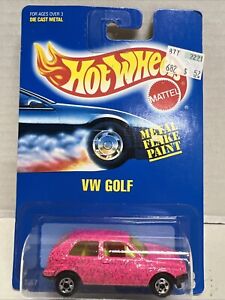 FOR AGES OVER 3
DIE CAST METAL
Hot Wheels
MATTEL
METAL
FLAKE
PAINT
VW GOLF